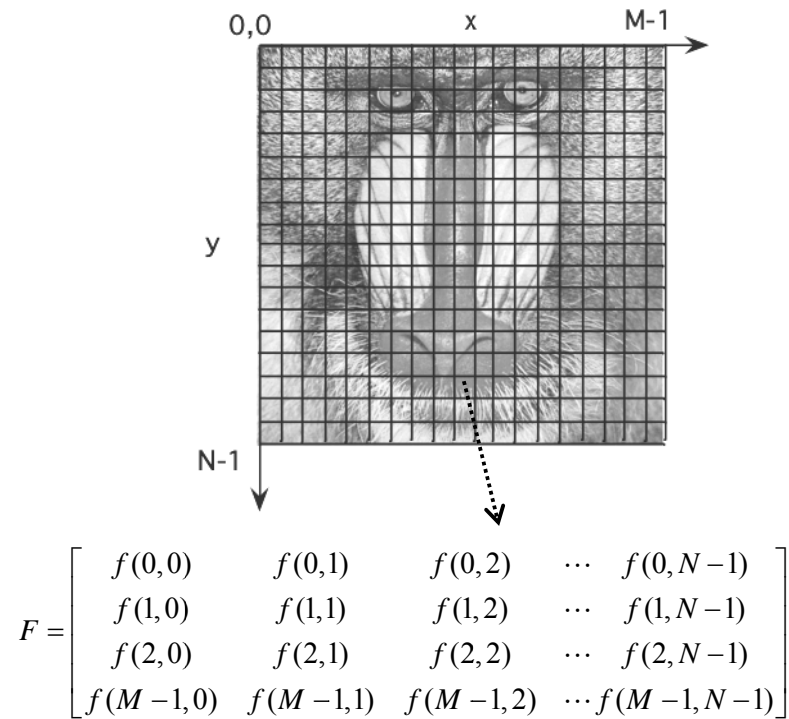 0,0 x M-1
y
N-1
F = [ f(0,0) f(0,1) f(0,2) ⋯ f(0,N−1)
f(1,0) f(1,1) f(1,2) ⋯ f(1,N−1)
f(2,0) f(2,1) f(2,2) ⋯ f(2,N−1)
f(M−1,0) f(M−1,1) f(M−1,2) ⋯ f(M−1,N−1) ]